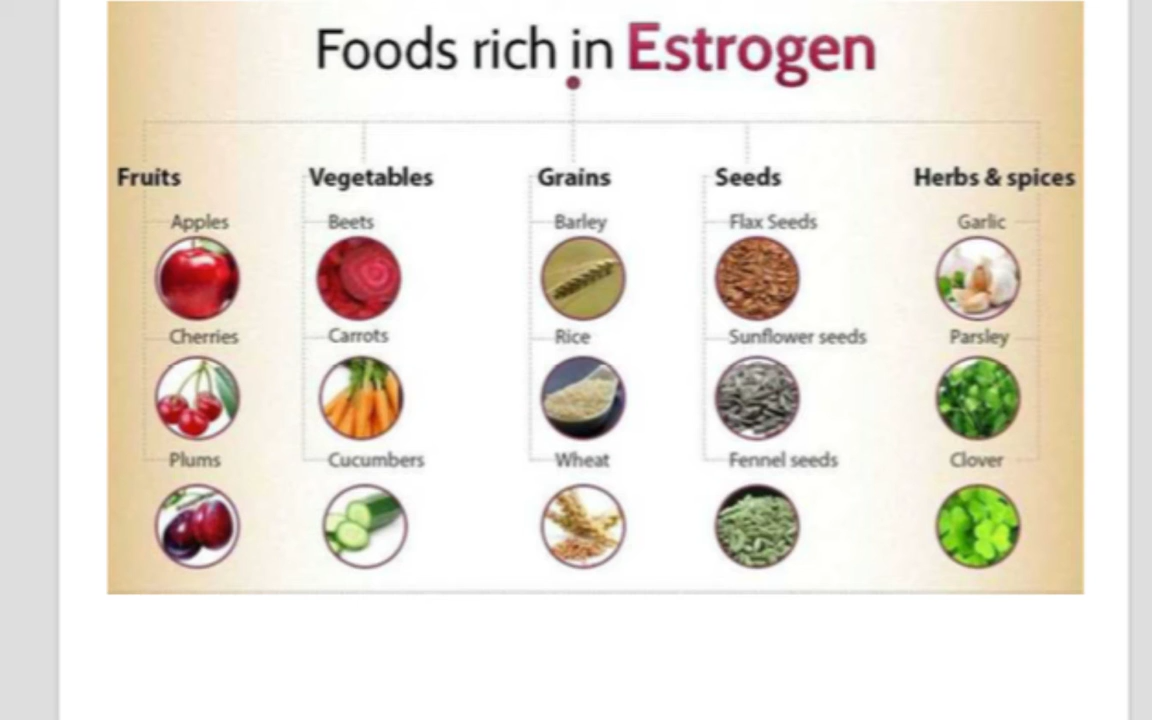 Foods rich in Estrogen
Fruits
Apples
Cherries
Plums
Vegetables
Beets
Carrots
Cucumbers
Grains
Barley
Rice
Wheat
Seeds
Flax Seeds
Sunflower seeds
Fennel seeds
Herbs & spices
Garlic
Parsley
Clover